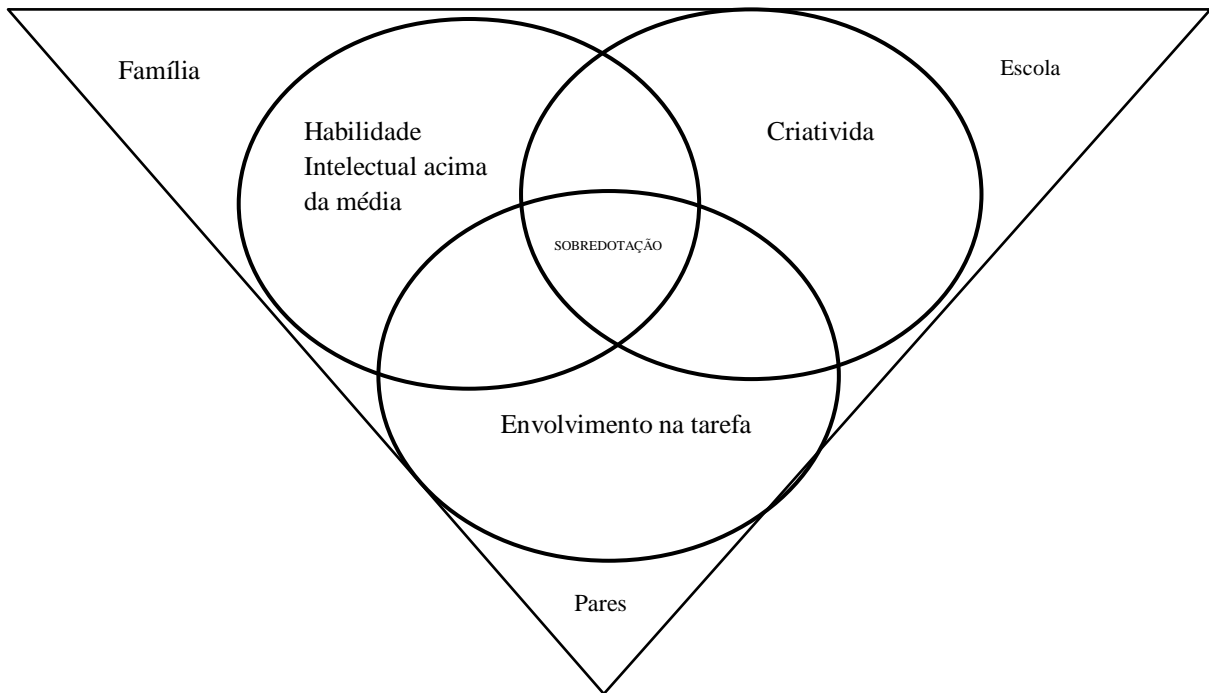 Família
Escola
Habilidade
Intelectual acima
da média
Criativida
SOBREDOTAÇÃO
Envolvimento na tarefa
Pares